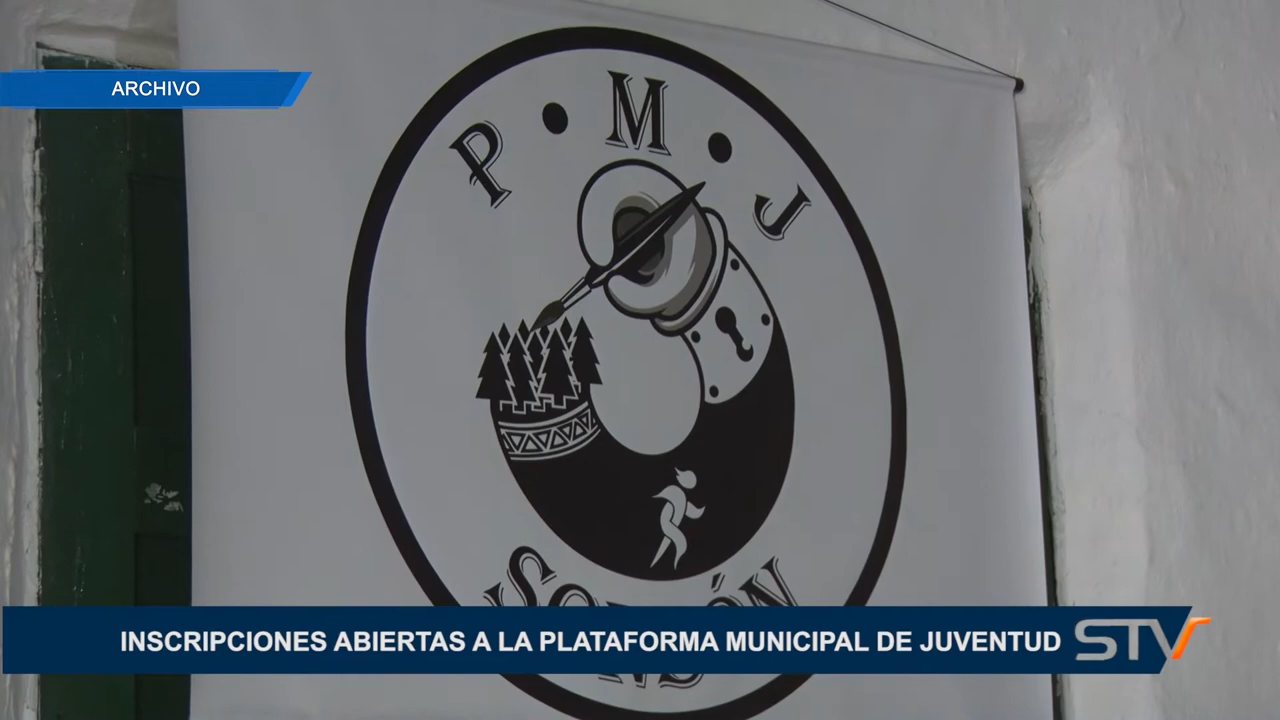 ARCHIVO
P • M • J
INSCRIPCIONES ABIERTAS A LA PLATAFORMA MUNICIPAL DE JUVENTUD
STV